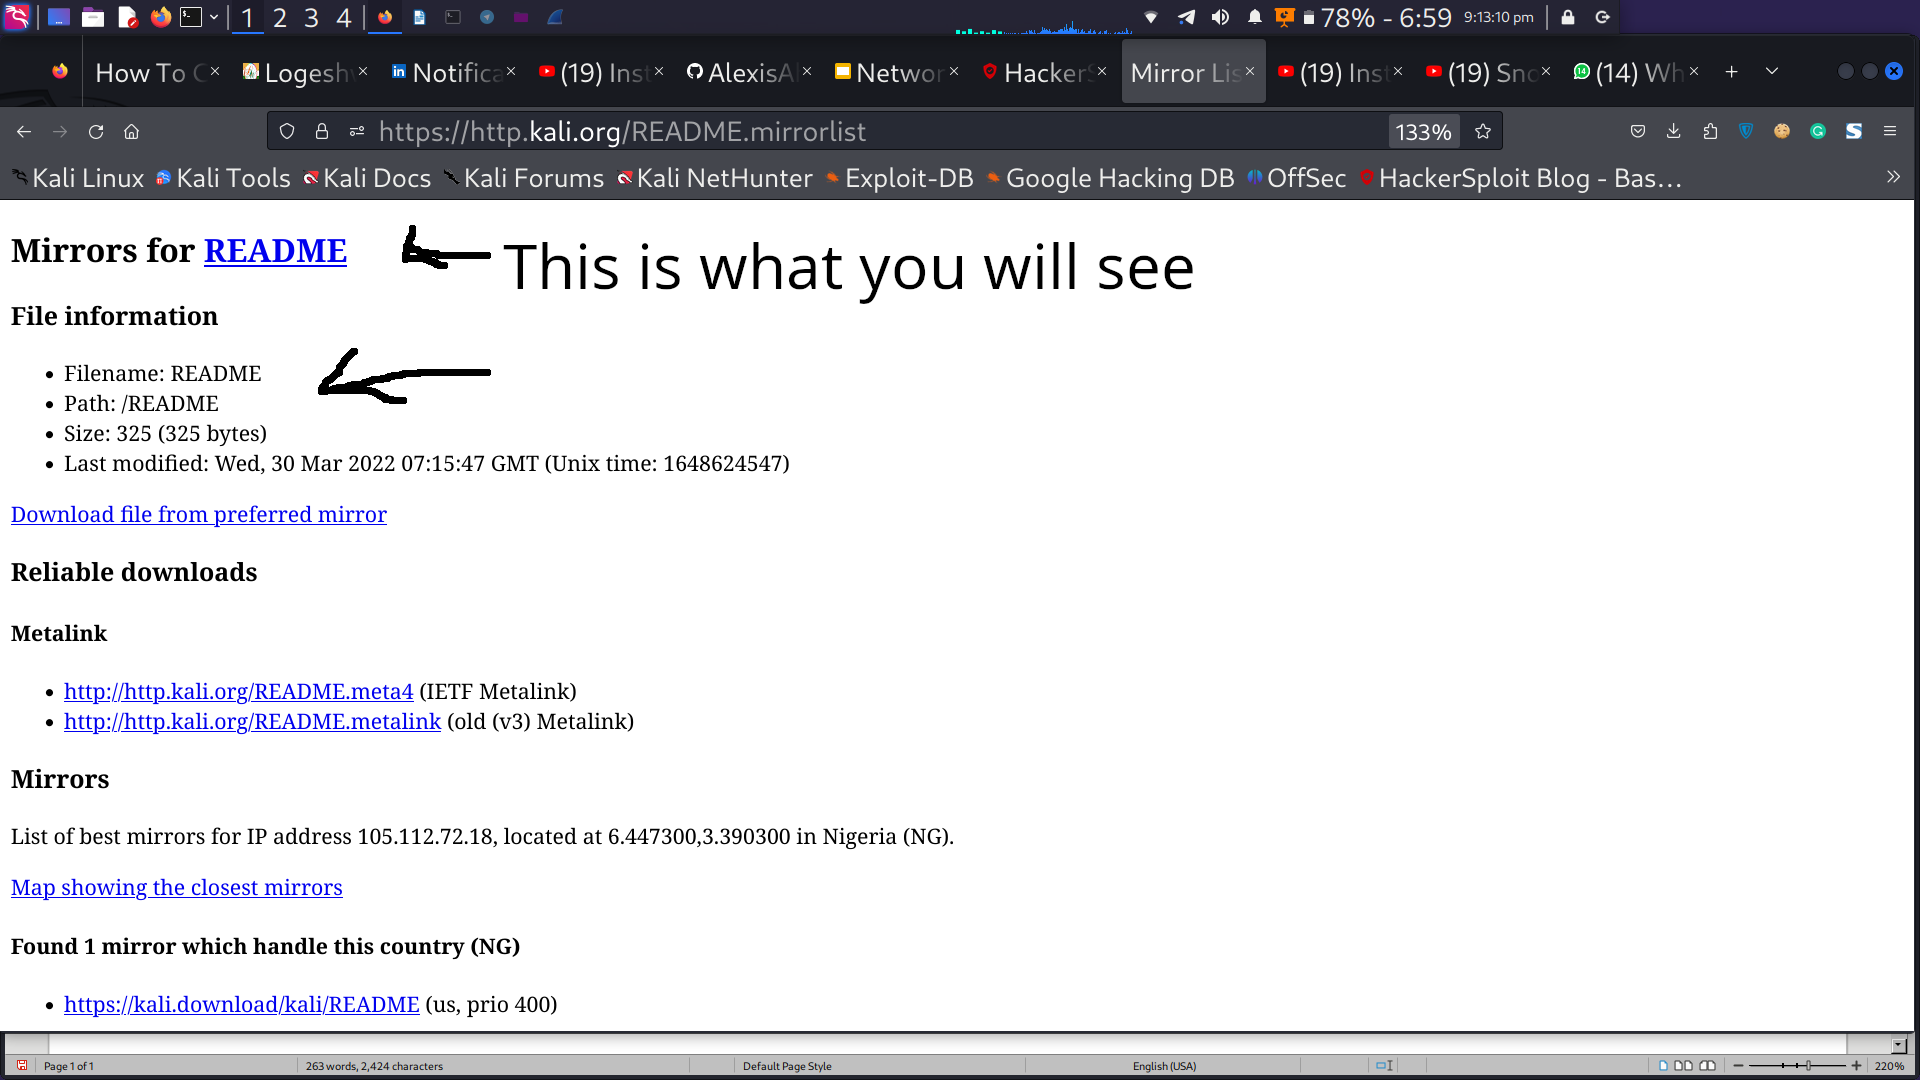 1 2 3 4 78% - 6:59 9:13:10 pm
How To C Logeshw Notifica (19) Inst AlexisA Networ HackerS Mirror Lis (19) Inst (19) Sno (14) Wh
https://http.kali.org/README.mirrorlist 133%
Kali Linux Kali Tools Kali Docs Kali Forums Kali NetHunter Exploit-DB Google Hacking DB OffSec HackerSploit Blog - Bas…
Mirrors for README
This is what you will see
File information
Filename: README
Path: /README
Size: 325 (325 bytes)
Last modified: Wed, 30 Mar 2022 07:15:47 GMT (Unix time: 1648624547)
Download file from preferred mirror
Reliable downloads
Metalink
http://http.kali.org/README.meta4 (IETF Metalink)
http://http.kali.org/README.metalink (old (v3) Metalink)
Mirrors
List of best mirrors for IP address 105.112.72.18, located at 6.447300,3.390300 in Nigeria (NG).
Map showing the closest mirrors
Found 1 mirror which handle this country (NG)
https://kali.download/kali/README (us, prio 400)
Page 1 of 1 263 words, 2,424 characters Default Page Style English (USA) 220%